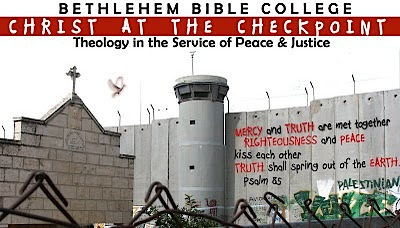 BETHLEHEM BIBLE COLLEGE
CHRIST AT THE CHECKPOINT
Theology in the Service of Peace & Justice
MERCY and TRUTH are met together
RIGHTEOUSNESS and PEACE
kiss each other
TRUTH shall spring out of the EARTH.
Psalm 85
PALESTINIAN